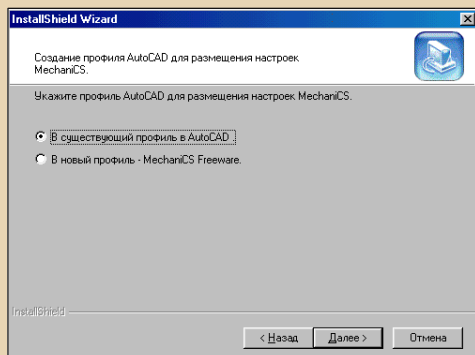 InstallShield Wizard
Создание профиля AutoCAD для размещения настроек
MechaniCS.
Укажите профиль AutoCAD для размещения настроек MechaniCS.
В существующий профиль в AutoCAD .
В новый профиль - MechaniCS Freeware.
InstallShield
< Назад Далее > Отмена